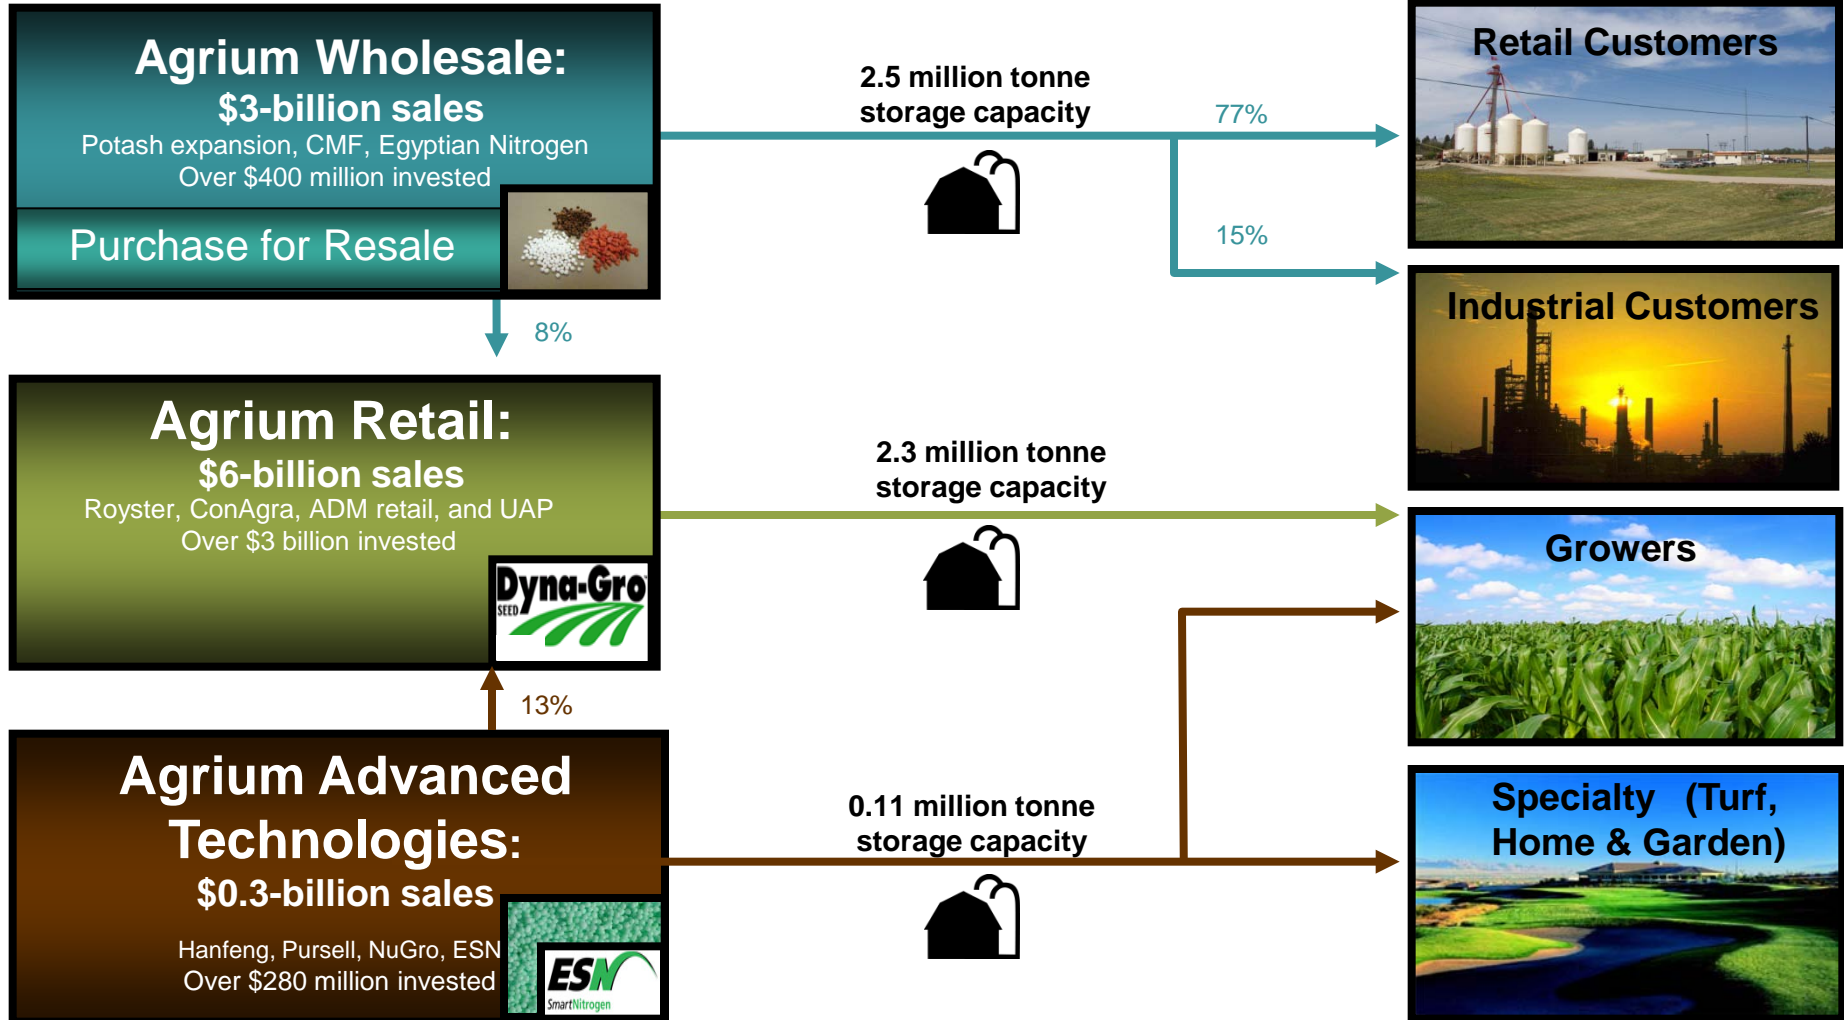 Agrium Wholesale:
$3-billion sales
Potash expansion, CMF, Egyptian Nitrogen
Over $400 million invested
Purchase for Resale
8%
2.5 million tonne
storage capacity
77%
15%
Retail Customers
Industrial Customers
Agrium Retail:
$6-billion sales
Royster, ConAgra, ADM retail, and UAP
Over $3 billion invested
Dyna-Gro
SEED
2.3 million tonne
storage capacity
Growers
13%
Agrium Advanced
Technologies:
$0.3-billion sales
Hanfeng, Pursell, NuGro, ESN
Over $280 million invested
ESN
SmartNitrogen
0.11 million tonne
storage capacity
Specialty (Turf,
Home & Garden)